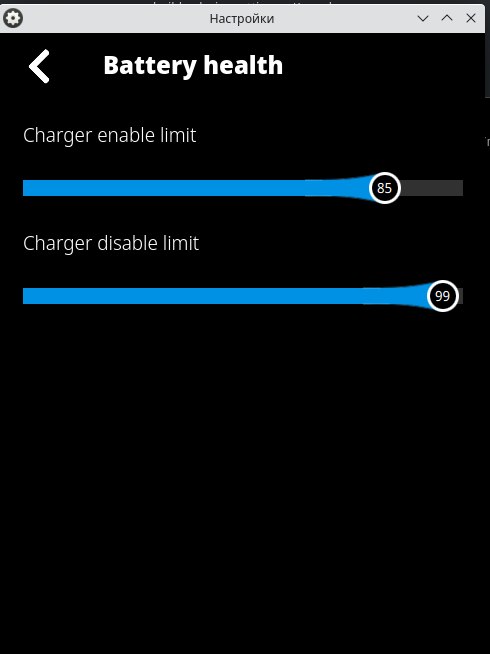 Настройки
Battery health
Charger enable limit
85
Charger disable limit
99